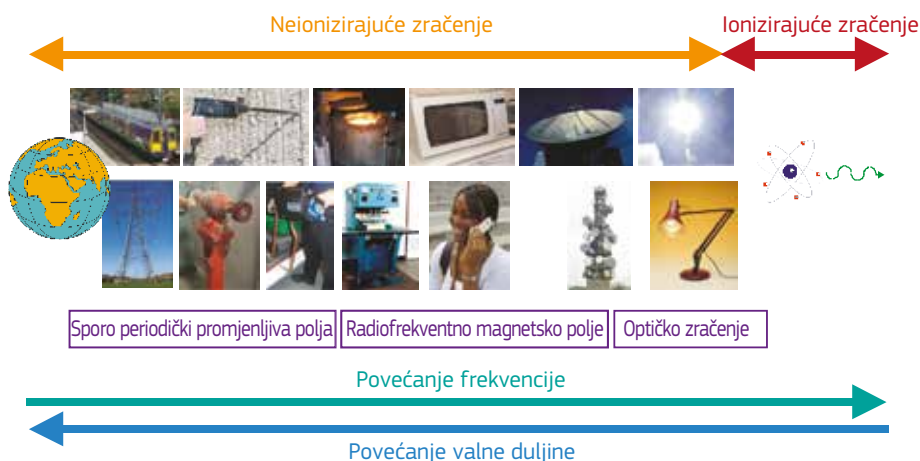 Neionizirajuće zračenje
Ionizirajuće zračenje
Sporo periodički promjenljiva polja
Radiofrekventno magnetsko polje
Optičko zračenje
Povećanje frekvencije
Povećanje valne duljine